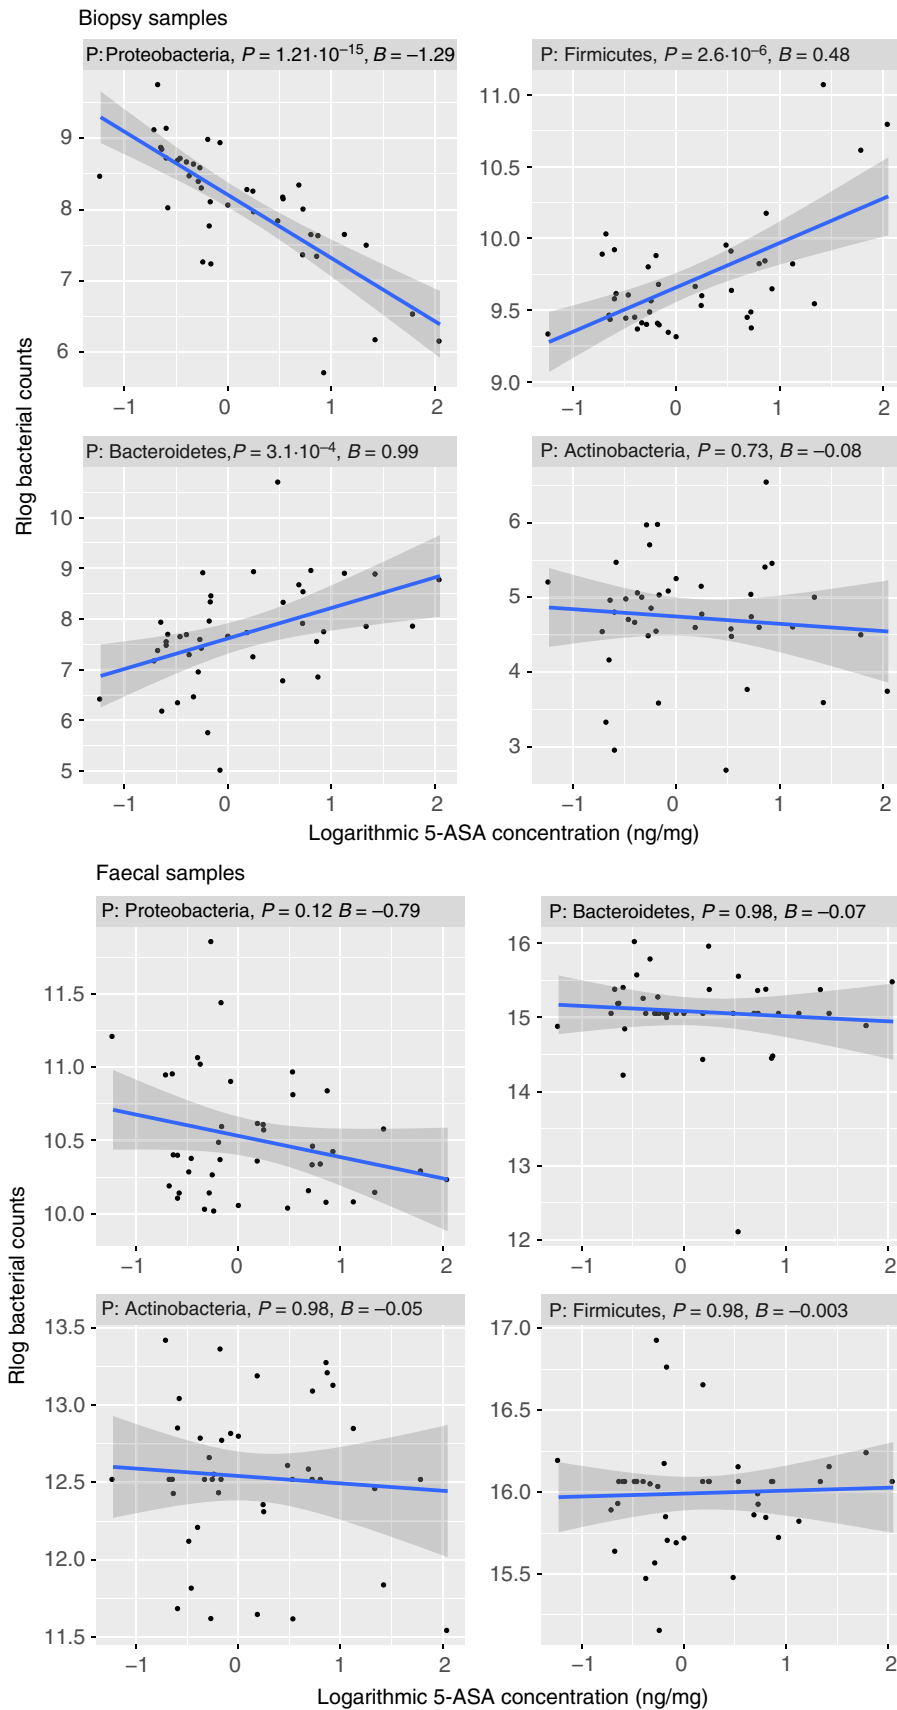 Biopsy samples
P:Proteobacteria, P = 1.21·10⁻¹⁵, B = −1.29
P: Firmicutes, P = 2.6·10⁻⁶, B = 0.48
9
8
7
6
−1 0 1 2
11.0
10.5
10.0
9.5
9.0
−1 0 1 2
Rlog bacterial counts
P: Bacteroidetes,P = 3.1·10⁻⁴, B = 0.99
P: Actinobacteria, P = 0.73, B = −0.08
10
9
8
7
6
5
−1 0 1 2
6
5
4
3
−1 0 1 2
Logarithmic 5-ASA concentration (ng/mg)
Faecal samples
P: Proteobacteria, P = 0.12 B = −0.79
P: Bacteroidetes, P = 0.98, B = −0.07
11.5
11.0
10.5
10.0
−1 0 1 2
16
15
14
13
12
−1 0 1 2
Rlog bacterial counts
P: Actinobacteria, P = 0.98, B = −0.05
P: Firmicutes, P = 0.98, B = −0.003
13.5
13.0
12.5
12.0
11.5
−1 0 1 2
17.0
16.5
16.0
15.5
−1 0 1 2
Logarithmic 5-ASA concentration (ng/mg)